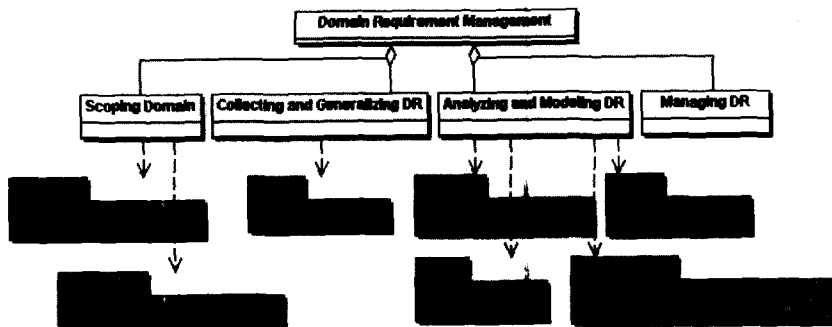 Domain Requirement Management
Scoping Domain
Collecting and Generalizing DR
Analyzing and Modeling DR
Managing DR